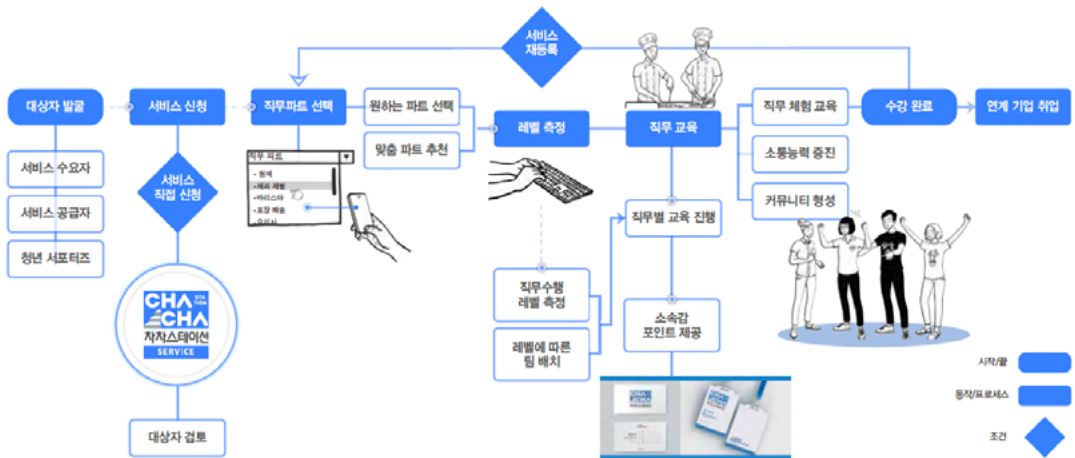 서비스
재등록
대상자 발굴
서비스 신청
직무파트 선택
원하는 파트 선택
맞춤 파트 추천
레벨 측정
직무 교육
직무 체험 교육
소통능력 증진
커뮤니티 형성
수강 완료
연계 기업 취업
서비스 수요자
서비스 공급자
청년 서포터즈
서비스
직접 신청
직무 파트
- 원예
- 제과 제빵
- 바리스타
- 포장 배송
CHA STA TION
CHA
차차스테이션
SERVICE
대상자 검토
직무수행
레벨 측정
레벨에 따른
팀 배치
직무별 교육 진행
소속감
포인트 제공
CHA
CHA
시작/끝
동작/프로세스
조건